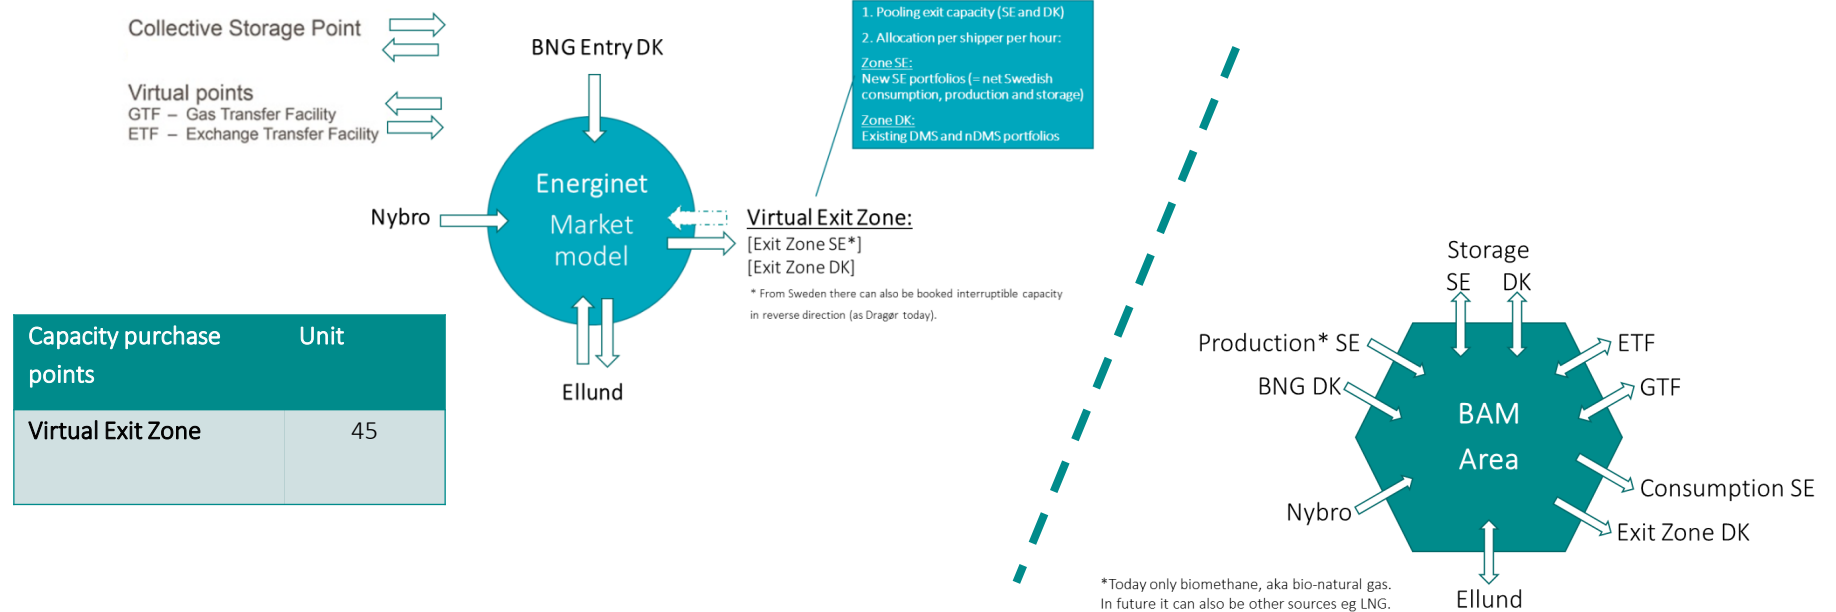 Collective Storage Point
Virtual points
GTF – Gas Transfer Facility
ETF – Exchange Transfer Facility
BNG Entry DK
Energinet
Market
model
Nybro
Ellund
1. Pooling exit capacity (SE and DK)
2. Allocation per shipper per hour:
Zone SE:
New SE portfolios (= net Swedish
consumption, production and storage)
Zone DK:
Existing DMS and nDMS portfolios
Virtual Exit Zone:
[Exit Zone SE*]
[Exit Zone DK]
* From Sweden there can also be booked interruptible capacity
in reverse direction (as Dragør today).
Capacity purchase
points
Unit
Virtual Exit Zone
45
Storage
SE
DK
Production* SE
BNG DK
Nybro
BAM
Area
ETF
GTF
Consumption SE
Exit Zone DK
Ellund
*Today only biomethane, aka bio-natural gas.
In future it can also be other sources eg LNG.